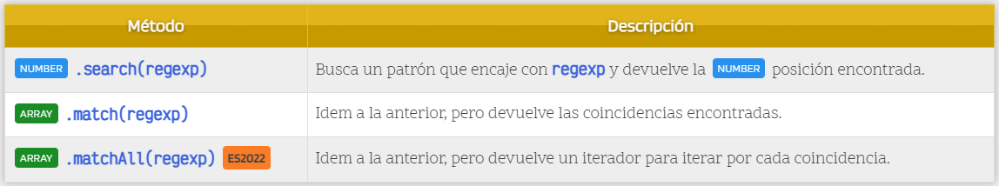 Método Descripción
NUMBER .search(regexp) Busca un patrón que encaje con regexp y devuelve la NUMBER posición encontrada.
ARRAY .match(regexp) Idem a la anterior, pero devuelve las coincidencias encontradas.
ARRAY .matchAll(regexp) ES2022 Idem a la anterior, pero devuelve un iterador para iterar por cada coincidencia.